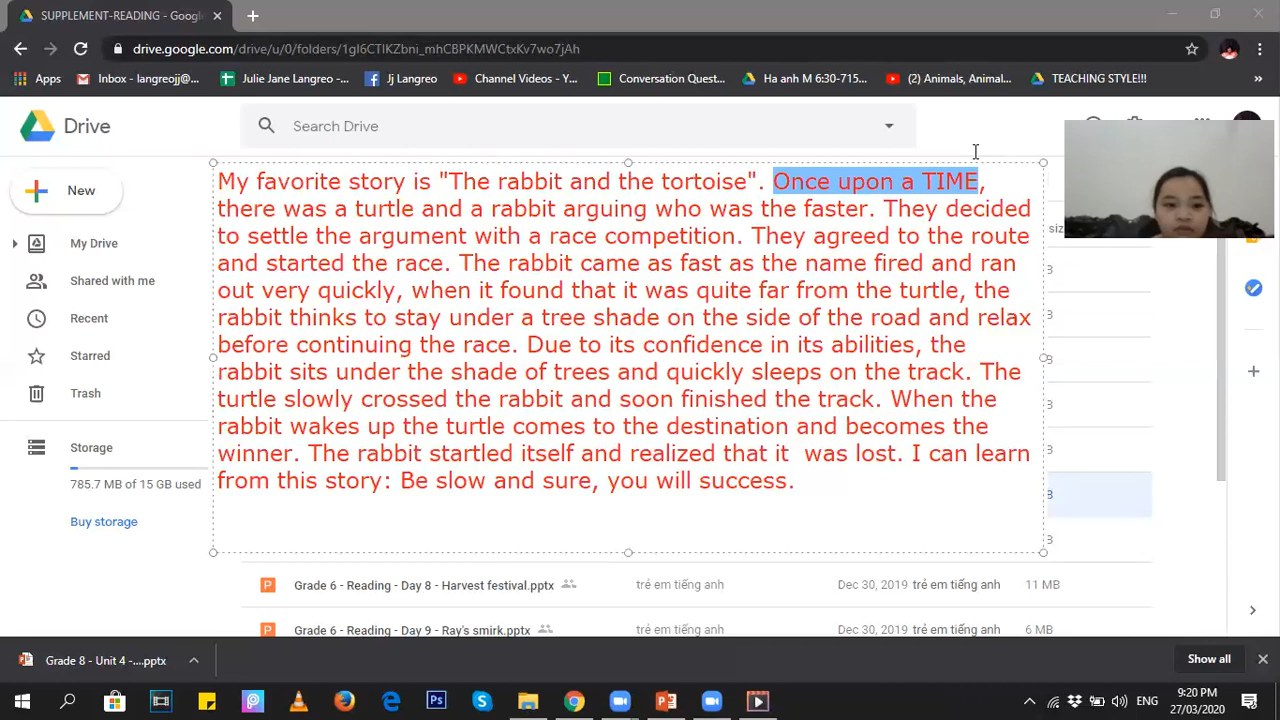 SUPPLEMENT-READING - Google
drive.google.com/drive/u/0/folders/1gI6CTIKZbni_mhCBPKMWCtxKv7wo7jAh
Apps Inbox - langreojj@... Julie Jane Langreo -... Jj Langreo Channel Videos - Y... Conversation Quest... Ha anh M 6:30-715... (2) Animals, Animal... TEACHING STYLE!!! »
Drive
Search Drive
New
My favorite story is "The rabbit and the tortoise". Once upon a TIME,
there was a turtle and a rabbit arguing who was the faster. They decided
to settle the argument with a race competition. They agreed to the route
and started the race. The rabbit came as fast as the name fired and ran
out very quickly, when it found that it was quite far from the turtle, the
rabbit thinks to stay under a tree shade on the side of the road and relax
before continuing the race. Due to its confidence in its abilities, the
rabbit sits under the shade of trees and quickly sleeps on the track. The
turtle slowly crossed the rabbit and soon finished the track. When the
rabbit wakes up the turtle comes to the destination and becomes the
winner. The rabbit startled itself and realized that it  was lost. I can learn
from this story: Be slow and sure, you will success.
My Drive
Shared with me
Recent
Starred
Trash
Storage
785.7 MB of 15 GB used
Buy storage
Grade 6 - Reading - Day 8 - Harvest festival.pptx trẻ em tiếng anh Dec 30, 2019 trẻ em tiếng anh 11 MB
Grade 6 - Reading - Day 9 - Ray's smirk.pptx trẻ em tiếng anh Dec 30, 2019 trẻ em tiếng anh 6 MB
Grade 8 - Unit 4 -....pptx
Show all
ENG
9:20 PM
27/03/2020